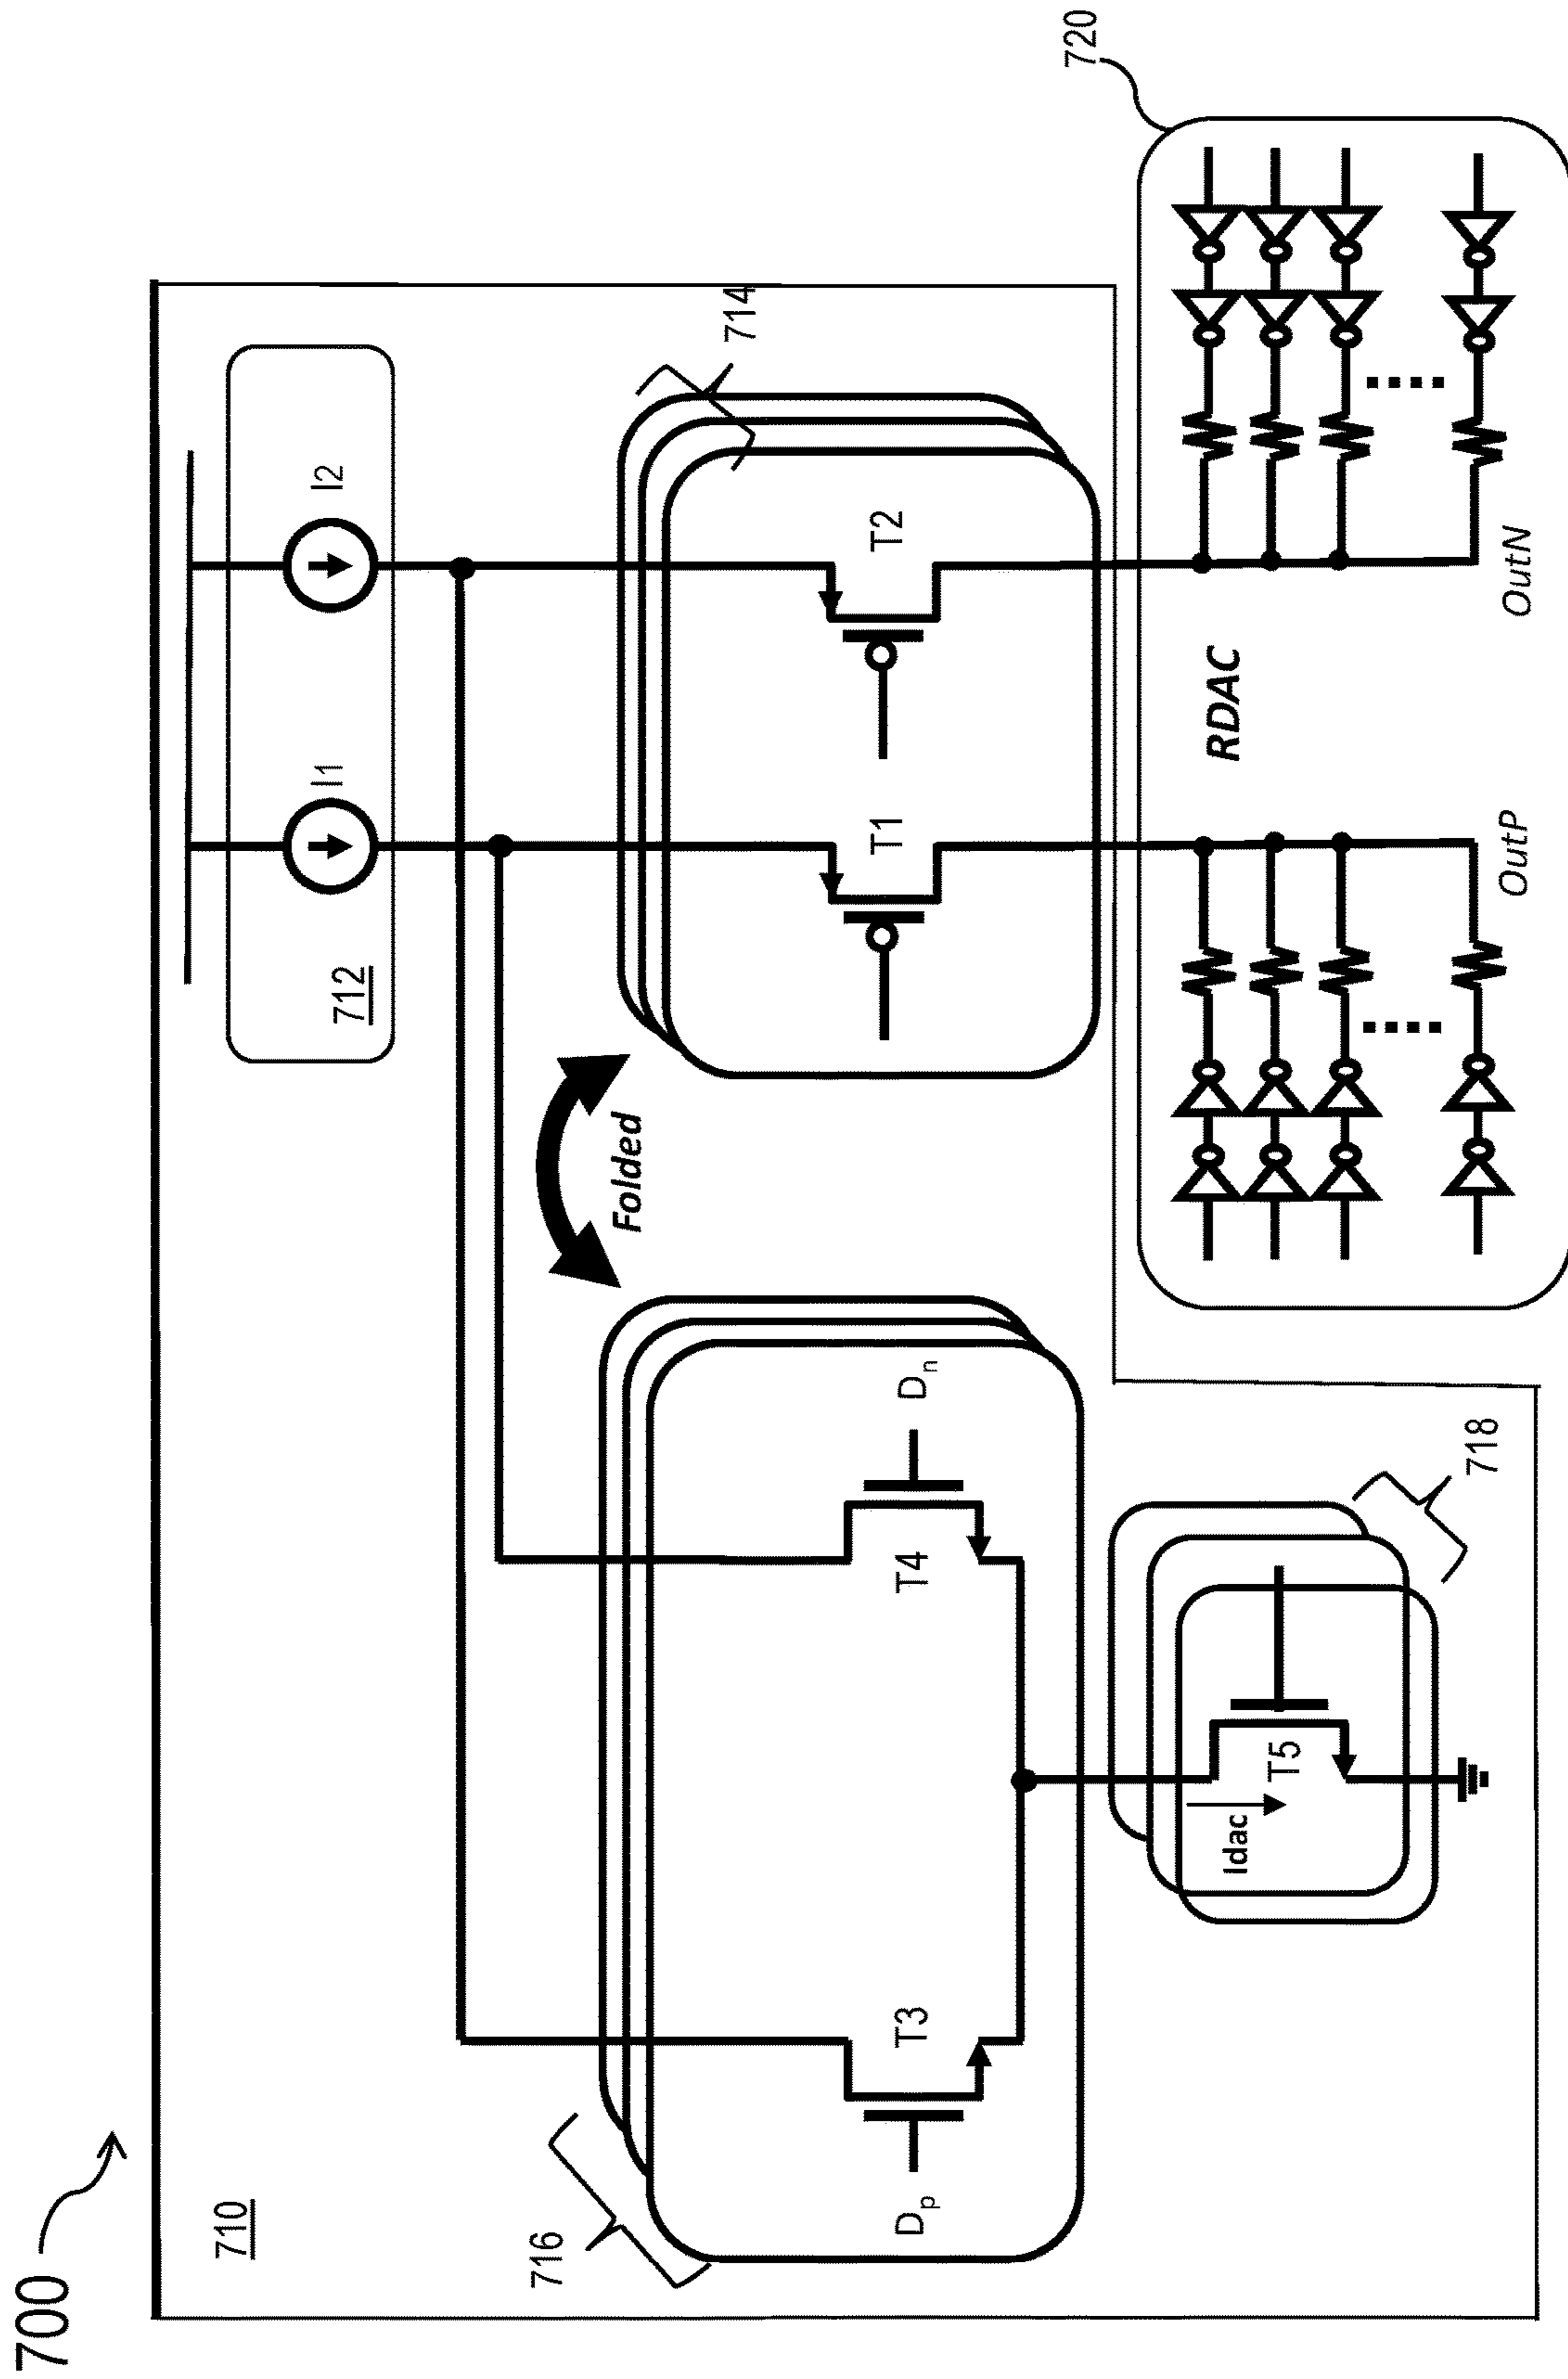 700
710
712
I1
I2
Folded
714
T1
T2
716
Dp
T3
T4
Dn
Idac
T5
718
RDAC
720
OutP
OutN